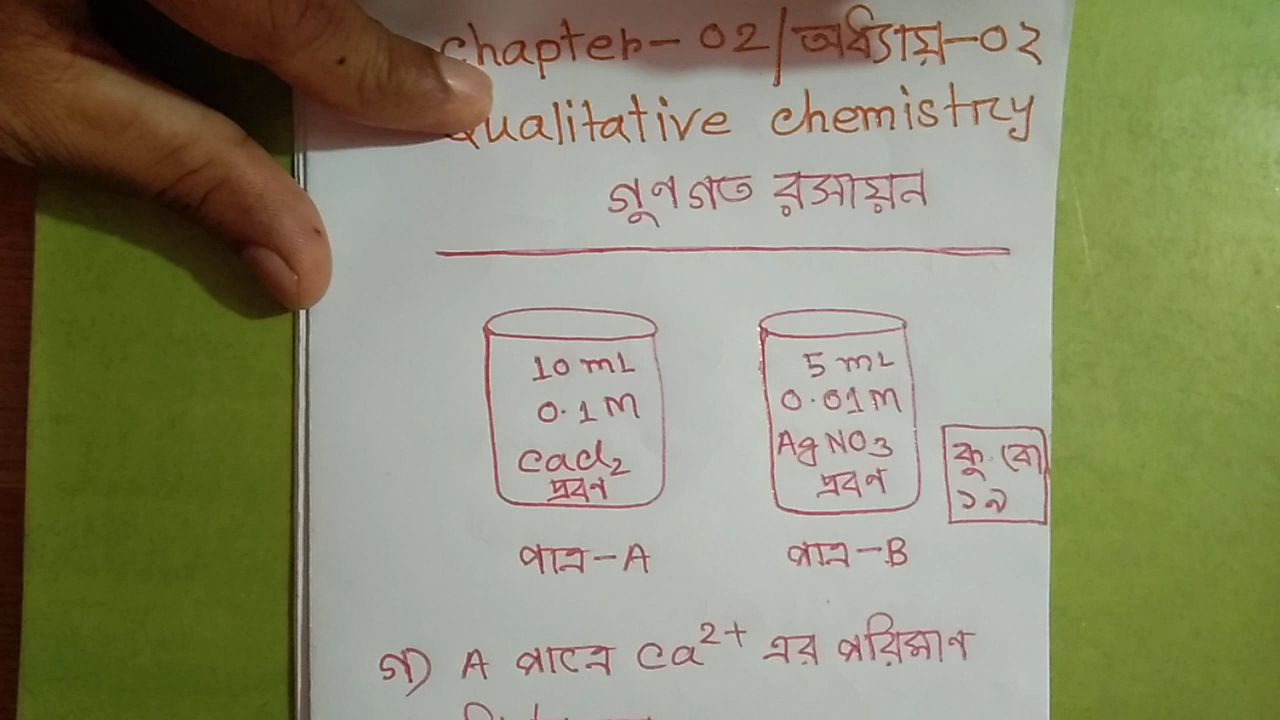 Chapter-02/অধ্যায়-০২
Qualitative chemistry
গুণগত রসায়ন
10 mL
0.1 M
CaCl2
দ্রবণ
পাত্র-A
5 mL
0.01 M
AgNO3
দ্রবণ
পাত্র-B
কু. বো
১৯
গ) A পাত্রে Ca²⁺ এর পরিমাণ